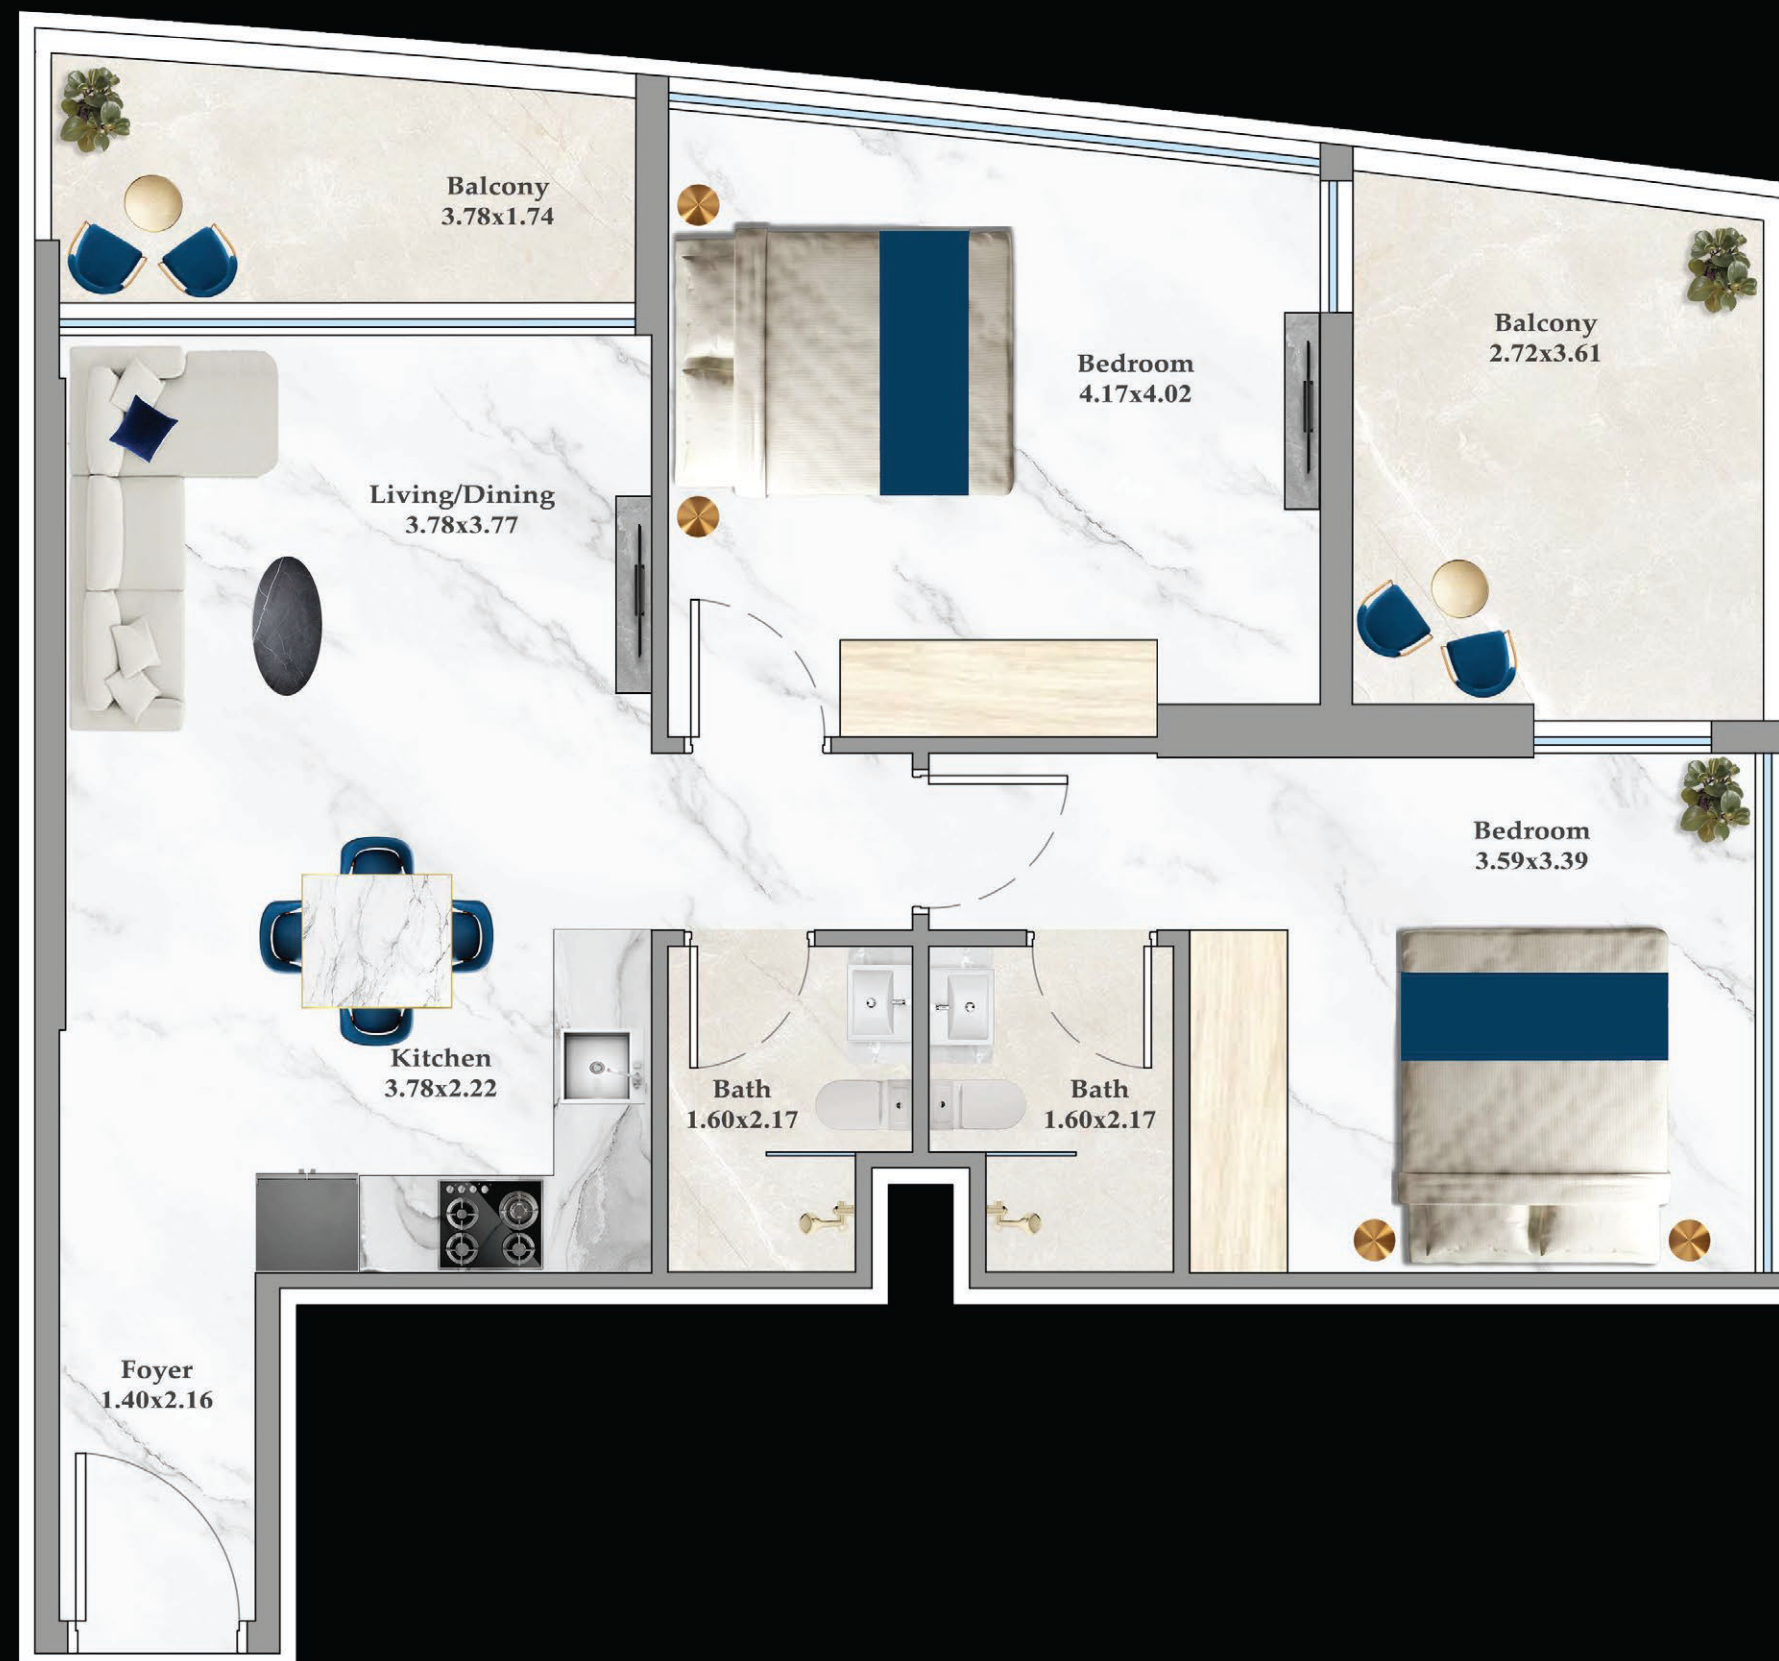 Balcony
3.78x1.74
Balcony
2.72x3.61
Bedroom
4.17x4.02
Living/Dining
3.78x3.77
Bedroom
3.59x3.39
Kitchen
3.78x2.22
Bath
1.60x2.17
Bath
1.60x2.17
Foyer
1.40x2.16